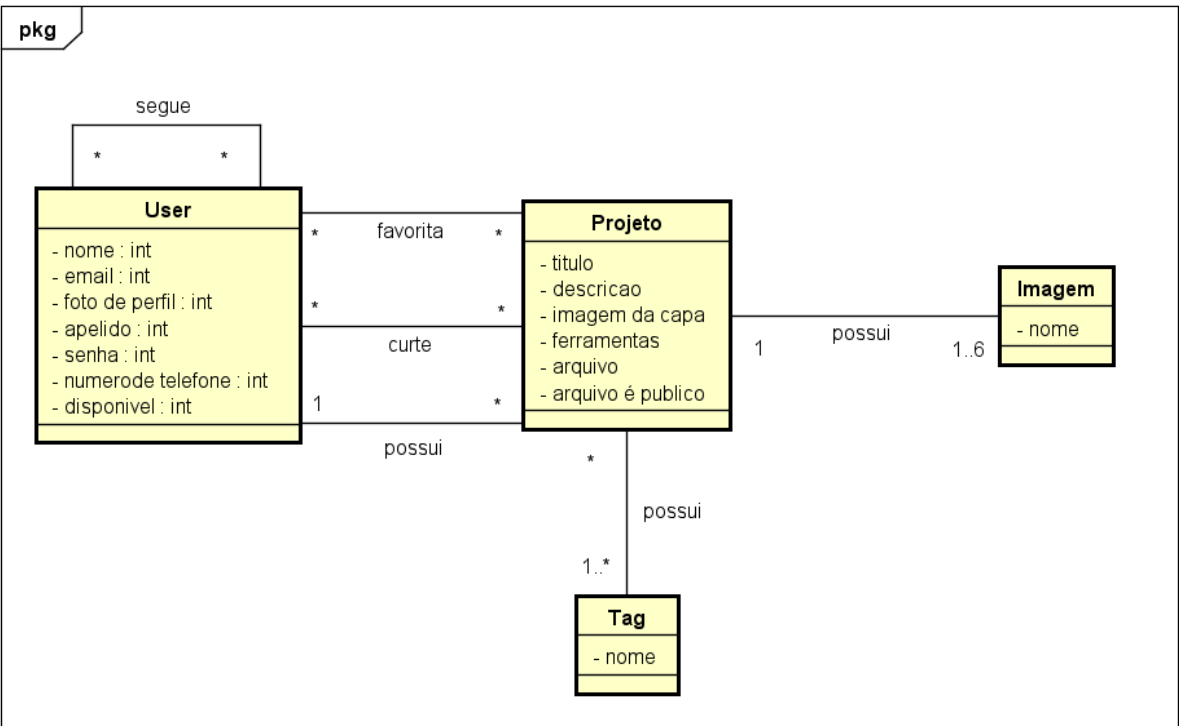 pkg
segue
* *
User
- nome : int
- email : int
- foto de perfil : int
- apelido : int
- senha : int
- numerode telefone : int
- disponivel : int
* favorita *
* *
curte
1 *
possui
Projeto
- titulo
- descricao
- imagem da capa
- ferramentas
- arquivo
- arquivo é publico
1 possui 1..6
Imagem
- nome
*
possui
1..*
Tag
- nome